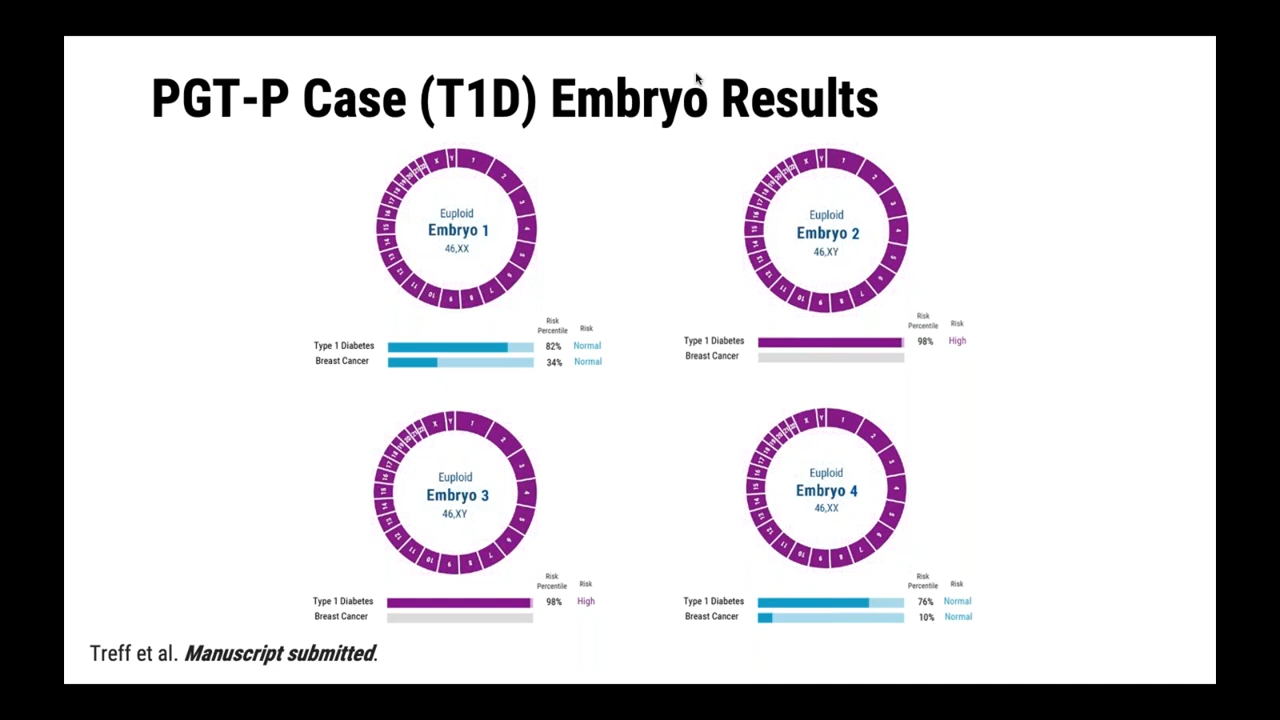 PGT-P Case (T1D) Embryo Results
Euploid
Embryo 1
46,XX
Risk Percentile
Risk
Type 1 Diabetes 82% Normal
Breast Cancer 34% Normal
Euploid
Embryo 2
46,XY
Risk Percentile
Risk
Type 1 Diabetes 98% High
Breast Cancer
Euploid
Embryo 3
46,XY
Risk Percentile
Risk
Type 1 Diabetes 98% High
Breast Cancer
Euploid
Embryo 4
46,XX
Risk Percentile
Risk
Type 1 Diabetes 76% Normal
Breast Cancer 10% Normal
Treff et al. Manuscript submitted.